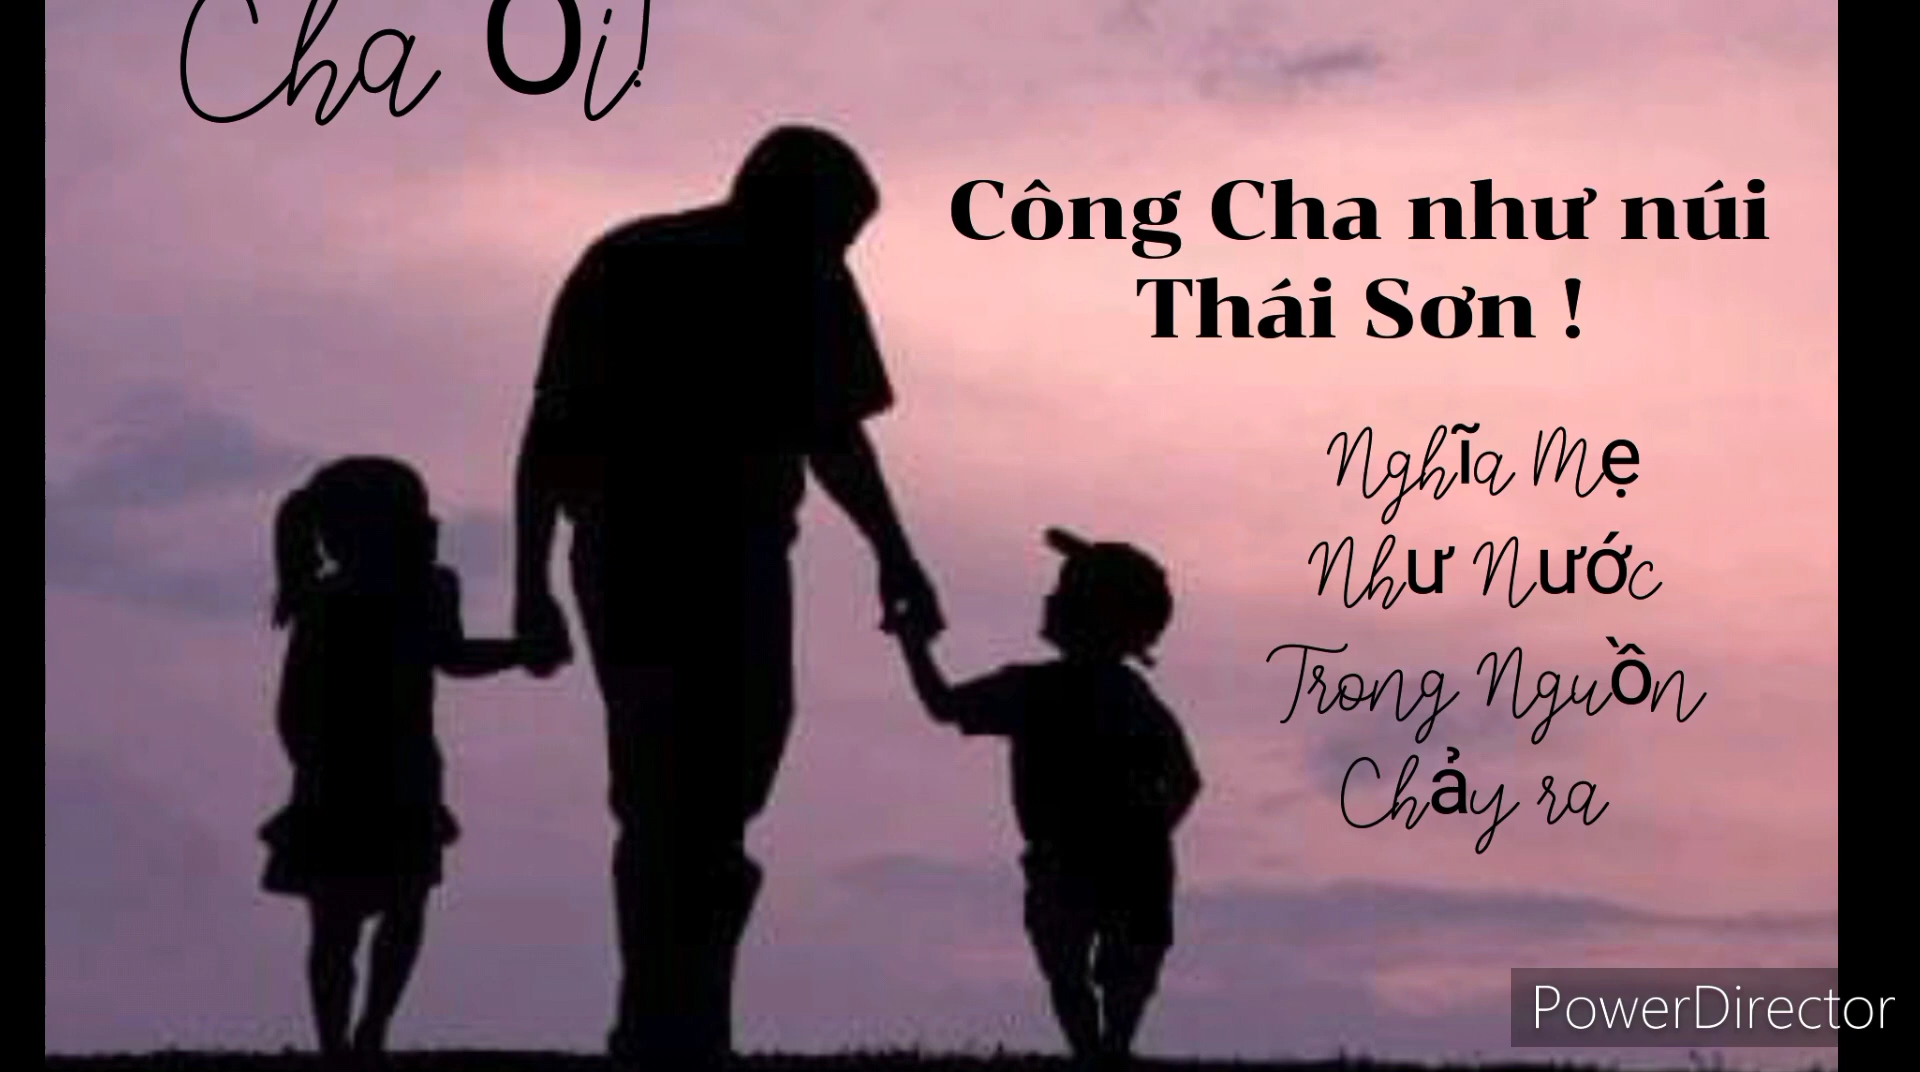 Cha Ơi!
Công Cha như núi
Thái Sơn !
Nghĩa Mẹ
Như Nước
Trong Nguồn
Chảy ra
PowerDirector